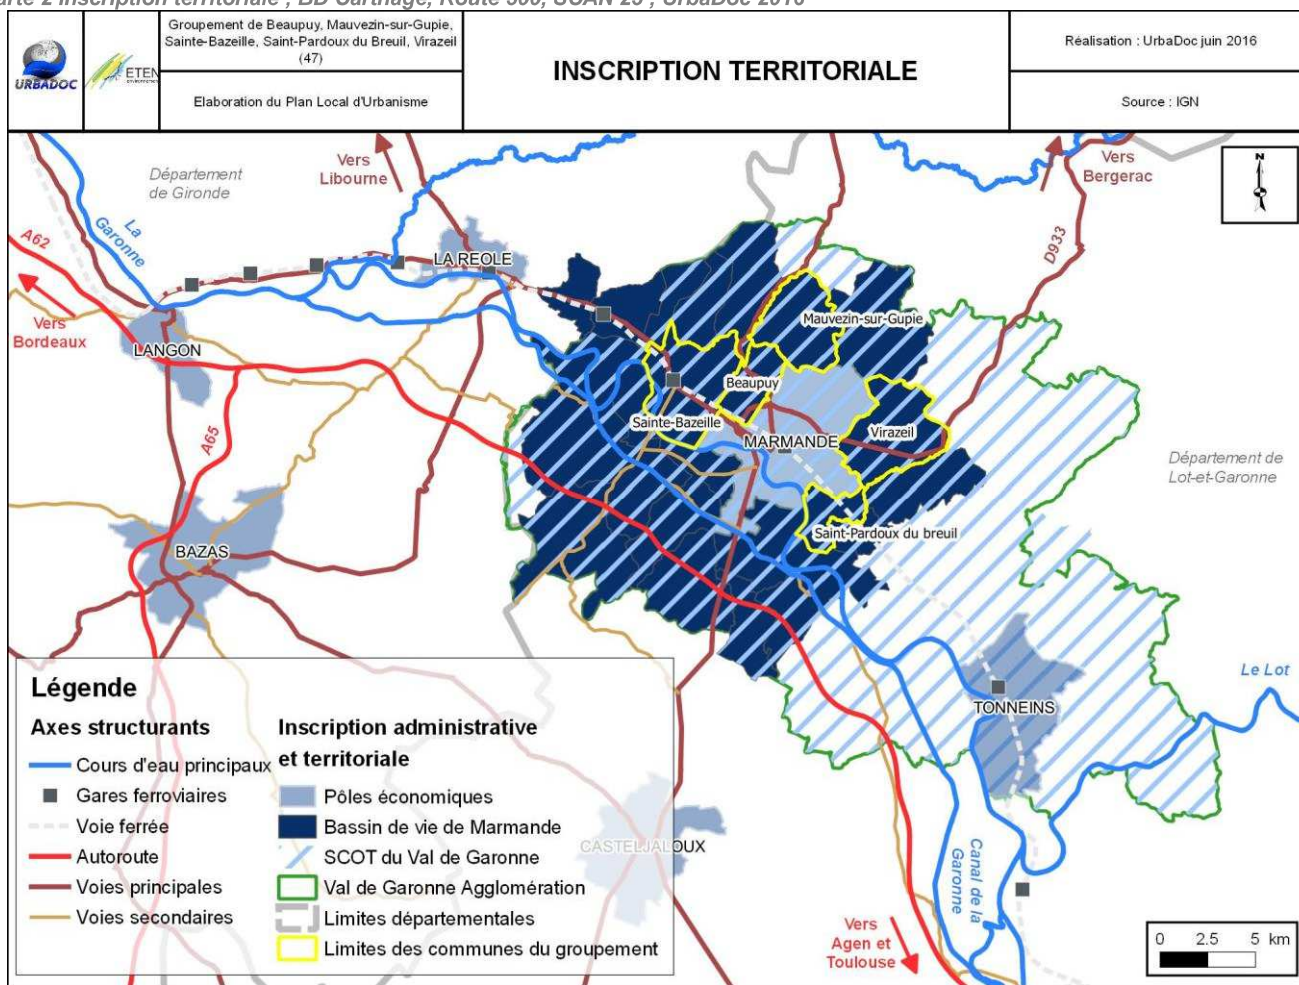 Groupement de Beaupuy, Mauvezin-sur-Gupie,
Sainte-Bazeille, Saint-Pardoux du Breuil, Virazeil
(47)
Elaboration du Plan Local d'Urbanisme
URBADOC
ETEN
INSCRIPTION TERRITORIALE
Réalisation : UrbaDoc juin 2016
Source : IGN
Département
de Gironde
Vers
Libourne
Vers
Bergerac
N
La
Garonne
A62
D933
LA REOLE
Vers
Bordeaux
LANGON
Mauvezin-sur-Gupie
Beaupuy
Sainte-Bazeille
MARMANDE
Virazeil
A65
Département de
Lot-et-Garonne
BAZAS
Saint-Pardoux du breuil
Le Lot
TONNEINS
CASTELJALOUX
Canal de la
Garonne
Vers
Agen et
Toulouse
Légende
Axes structurants
Cours d'eau principaux
Gares ferroviaires
Voie ferrée
Autoroute
Voies principales
Voies secondaires
Inscription administrative
et territoriale
Pôles économiques
Bassin de vie de Marmande
SCOT du Val de Garonne
Val de Garonne Agglomération
Limites départementales
Limites des communes du groupement
0 2.5 5 km